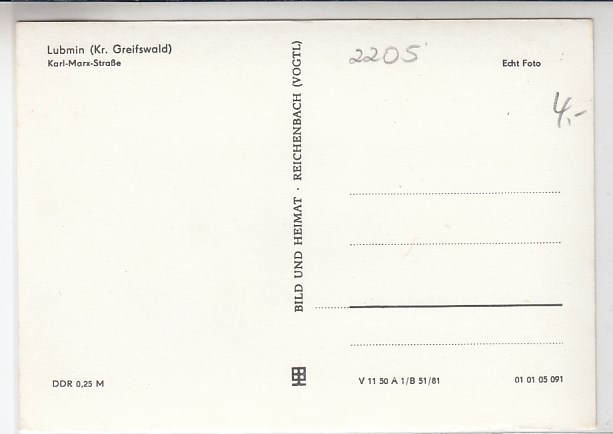 Lubmin (Kr. Greifswald)
Karl-Marx-Straße
BILD UND HEIMAT · REICHENBACH (VOGTL)
2205
Echt Foto
4,-
DDR 0,25 M
V 11 50 A 1/B 51/81
01 01 05 091